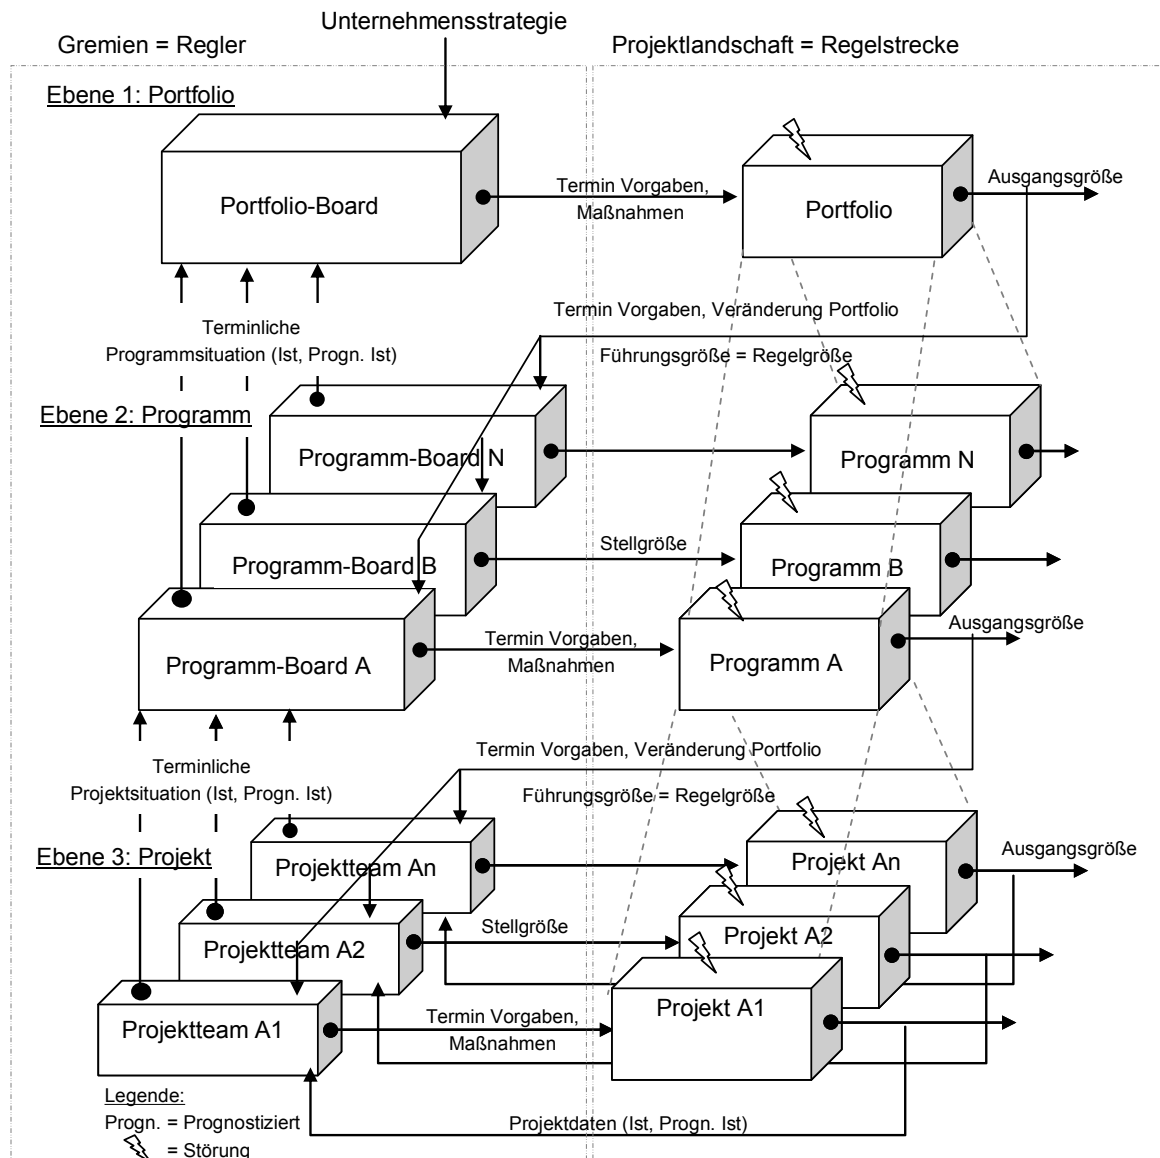 Unternehmensstrategie
Gremien = Regler
Projektlandschaft = Regelstrecke
Ebene 1: Portfolio
Portfolio-Board
Termin Vorgaben,
Maßnahmen
Portfolio
Ausgangsgröße
Terminliche
Programmsituation (Ist, Progn. Ist)
Termin Vorgaben, Veränderung Portfolio
Führungsgröße = Regelgröße
Ebene 2: Programm
Programm-Board N
Programm N
Programm-Board B
Stellgröße
Programm B
Programm-Board A
Termin Vorgaben,
Maßnahmen
Programm A
Ausgangsgröße
Terminliche
Projektsituation (Ist, Progn. Ist)
Termin Vorgaben, Veränderung Portfolio
Führungsgröße = Regelgröße
Ebene 3: Projekt
Projektteam An
Projekt An
Ausgangsgröße
Projektteam A2
Stellgröße
Projekt A2
Projektteam A1
Termin Vorgaben,
Maßnahmen
Projekt A1
Legende:
Progn. = Prognostiziert
= Störung
Projektdaten (Ist, Progn. Ist)